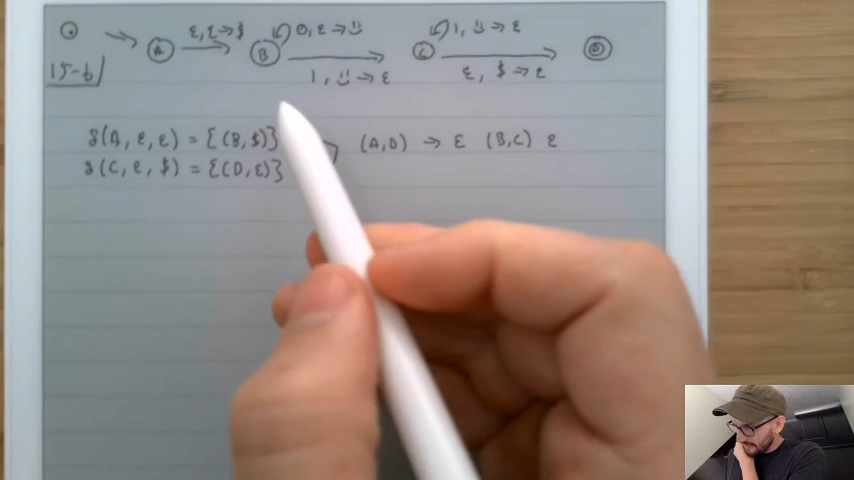 ε, ε → $ 0, ε → ☺ 1, ☺ → ε
→ A B C D
15-6 1, ☺ → ε ε, $ → ε
δ(A, ε, ε) = {(B, $)} (A,D) → ε (B,C) ε
δ(C, ε, $) = {(D, ε)}